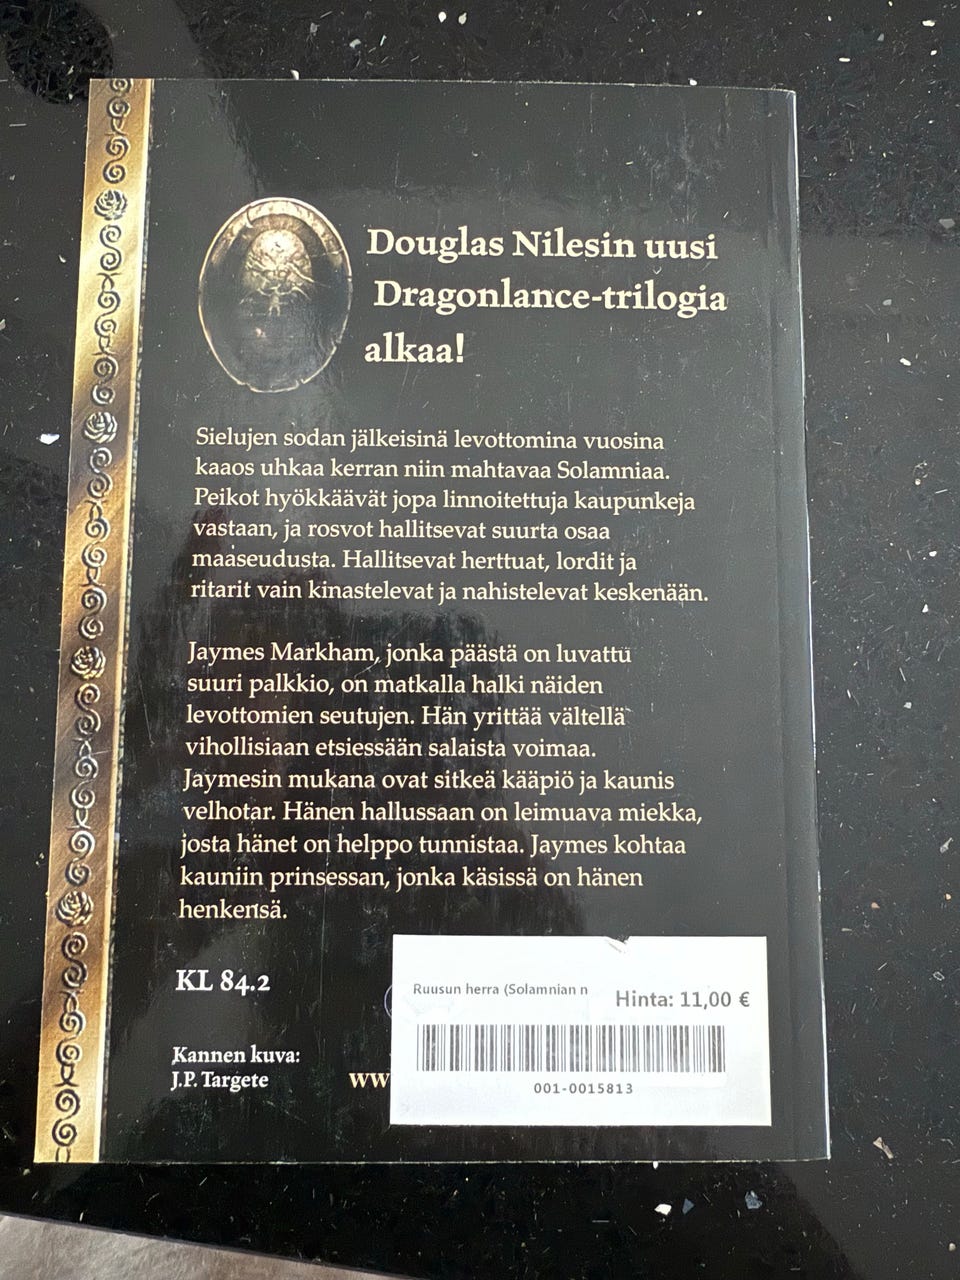 Douglas Nilesin uusi
Dragonlance-trilogia
alkaa!
Sielujen sodan jälkeisinä levottomina vuosina
kaaos uhkaa kerran niin mahtavaa Solamniaa.
Peikot hyökkäävät jopa linnoitettuja kaupunkeja
vastaan, ja rosvot hallitsevat suurta osaa
maaseudusta. Hallitsevat herttuat, lordit ja
ritarit vain kinastelevat ja nahistelevat keskenään.
Jaymes Markham, jonka päästä on luvattu
suuri palkkio, on matkalla halki näiden
levottomien seutujen. Hän yrittää vältellä
vihollisiaan etsiessään salaista voimaa.
Jaymesin mukana ovat sitkeä kääpiö ja kaunis
velhotar. Hänen hallussaan on leimuava miekka,
josta hänet on helppo tunnistaa. Jaymes kohtaa
kauniin prinsessan, jonka käsissä on hänen
henkensä.
KL 84.2
Ruusun herra (Solamnian n Hinta: 11,00 €
001-0015813
Kannen kuva:
J.P. Targete
ww